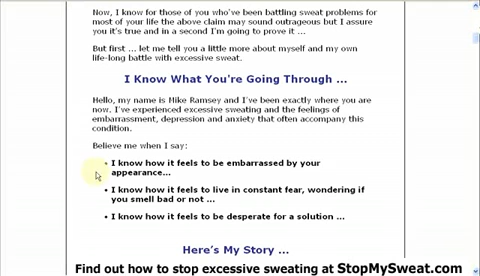 Now, I know for those of you who've been battling sweat problems for
most of your life the above claim may sound outrageous but I assure
you it's true and in a second I'm going to prove it ...
But first ... let me tell you a little more about myself and my own
life-long battle with excessive sweat.
I Know What You're Going Through ...
Hello, my name is Mike Ramsey and I've been exactly where you are
now. I've experienced excessive sweating and the feelings of
embarrassment, depression and anxiety that often accompany this
condition.
Believe me when I say:
• I know how it feels to be embarrassed by your
appearance...
• I know how it feels to live in constant fear, wondering if
you smell bad or not ...
• I know how it feels to be desperate for a solution ...
Here's My Story ...
Find out how to stop excessive sweating at StopMySweat.com